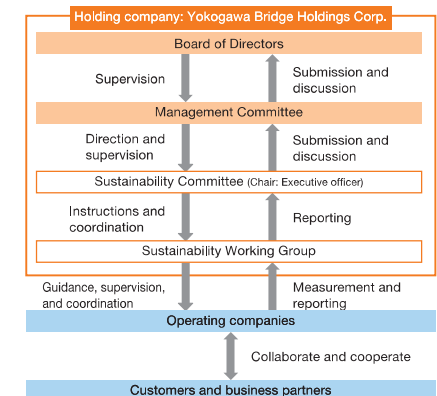 Holding company: Yokogawa Bridge Holdings Corp.
Board of Directors
Supervision
Submission and
discussion
Management Committee
Direction and
supervision
Submission and
discussion
Sustainability Committee (Chair: Executive officer)
Instructions and
coordination
Reporting
Sustainability Working Group
Guidance, supervision,
and coordination
Measurement and
reporting
Operating companies
Collaborate and cooperate
Customers and business partners